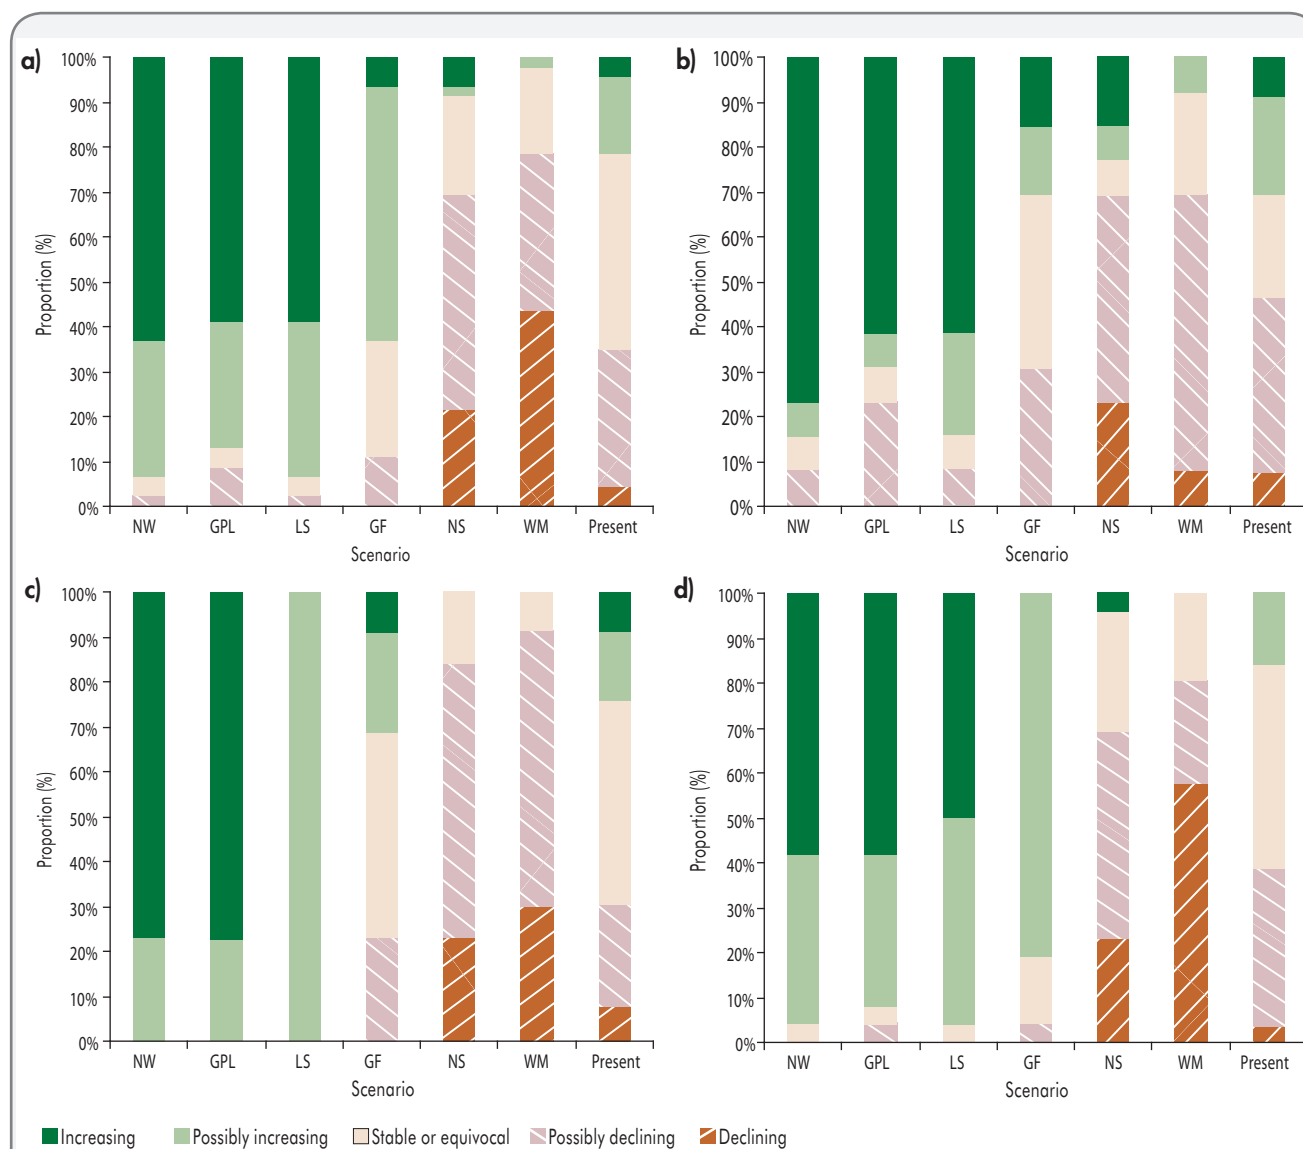 a)
100%
90%
80%
70%
60%
50%
40%
30%
20%
10%
0%
Proportion (%)
NW GPL LS GF NS WM Present
Scenario
b)
100%
90%
80%
70%
60%
50%
40%
30%
20%
10%
0%
Proportion (%)
NW GPL LS GF NS WM Present
Scenario
c)
100%
90%
80%
70%
60%
50%
40%
30%
20%
10%
0%
Proportion (%)
NW GPL LS GF NS WM Present
Scenario
d)
100%
90%
80%
70%
60%
50%
40%
30%
20%
10%
0%
Proportion (%)
NW GPL LS GF NS WM Present
Scenario
Increasing Possibly increasing Stable or equivocal Possibly declining Declining